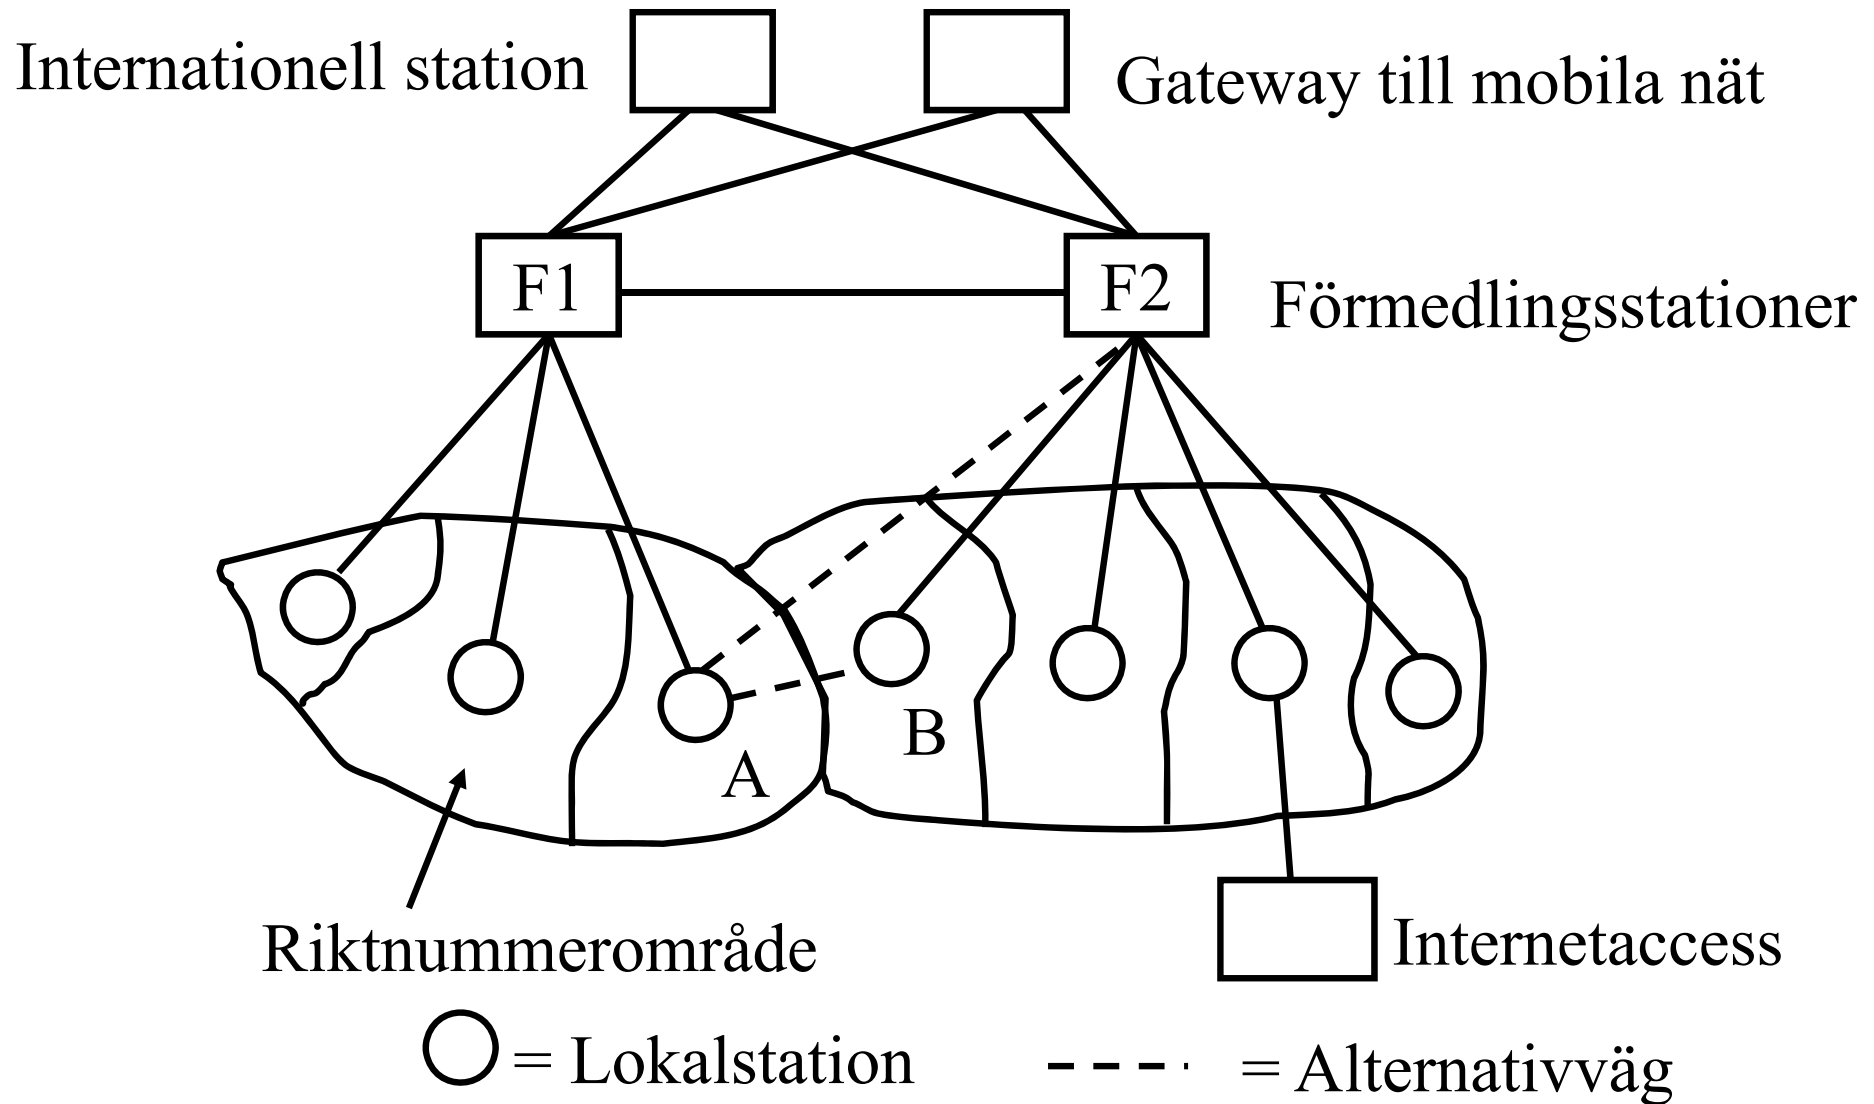 Internationell station
Gateway till mobila nät
F1
F2
Förmedlingsstationer
B
A
Riktnummerområde
Internetaccess
= Lokalstation
= Alternativväg